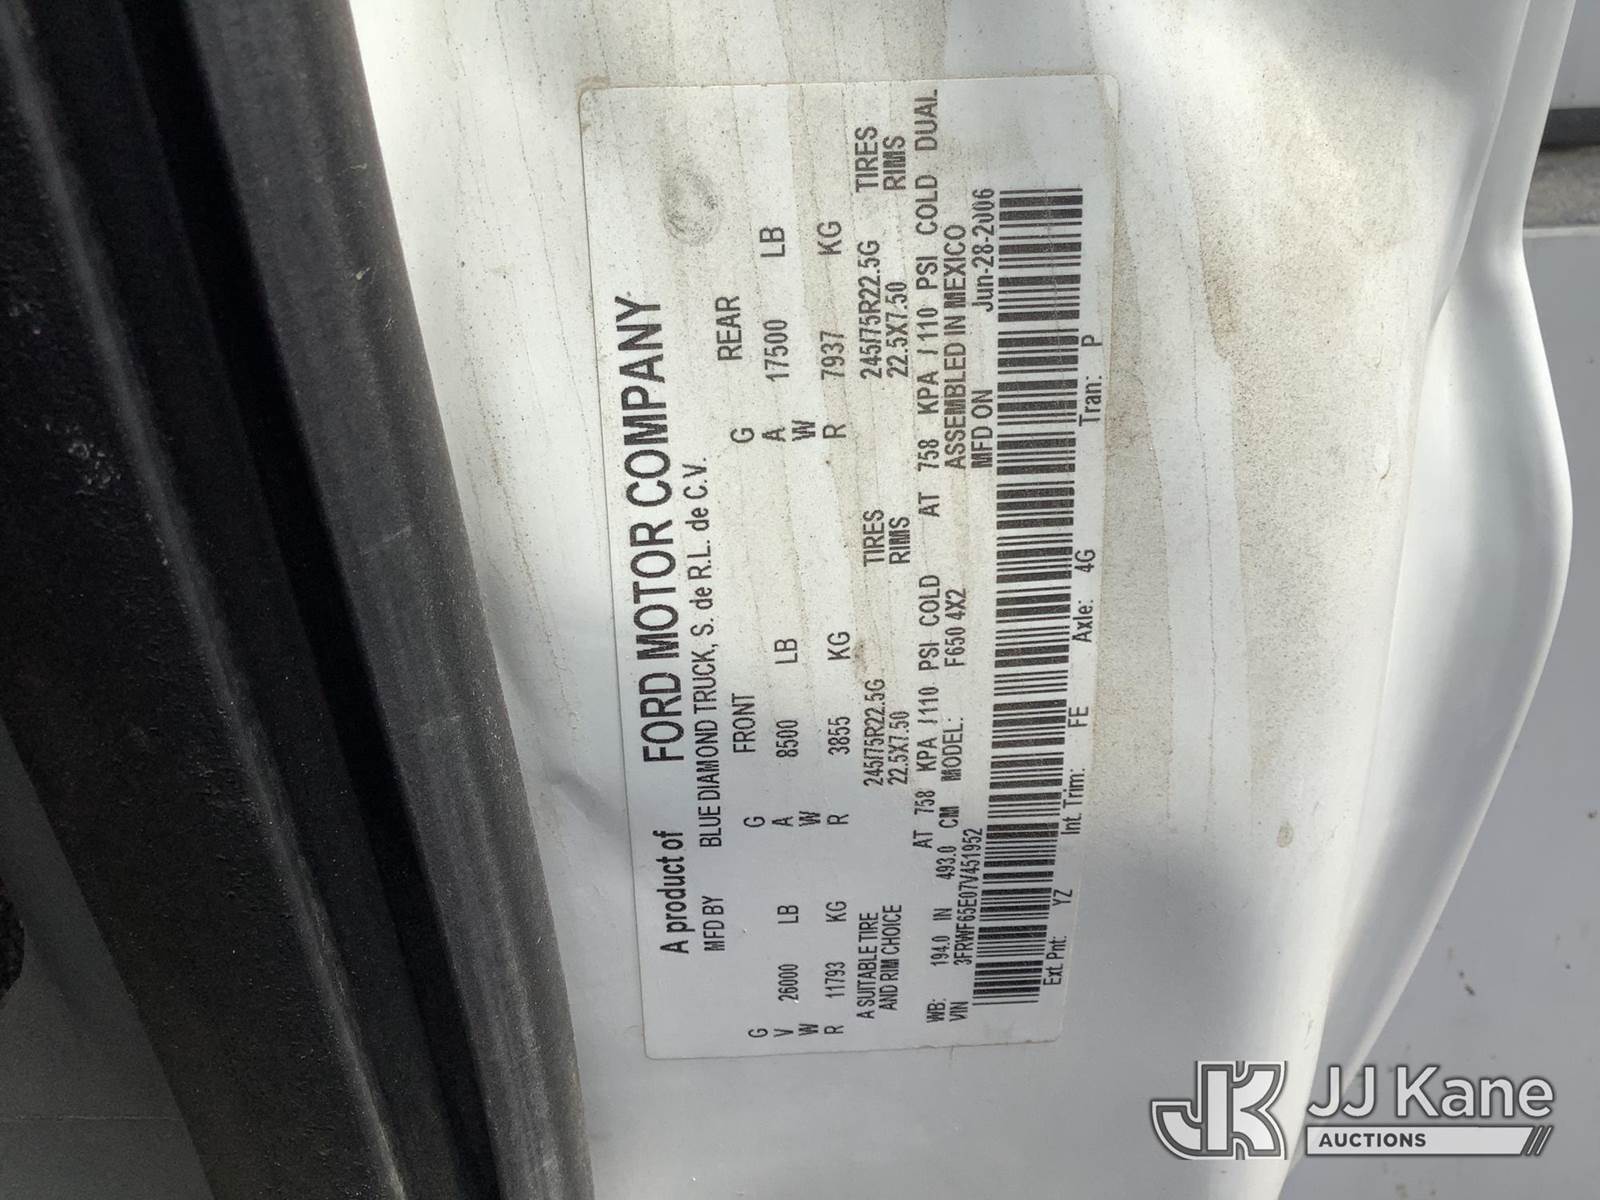 A product of FORD MOTOR COMPANY
MFD BY BLUE DIAMOND TRUCK, S. de R.L. de C.V.
G FRONT G REAR
V 26000 LB A 8500 LB A 17500 LB
W W W
R 11793 KG R 3855 KG R 7937 KG
A SUITABLE TIRE 245/75R22.5G TIRES 245/75R22.5G TIRES
AND RIM CHOICE 22.5X7.50 RIMS 22.5X7.50 RIMS
AT 758 KPA /110 PSI COLD AT 758 KPA /110 PSI COLD DUAL
WB: 194.0 IN 493.0 CM MODEL: F650 4X2 ASSEMBLED IN MEXICO
VIN 3FRWF65E07V451952 MFD ON Jun-28-2006
Ext. Pnt: YZ Int. Trim: FE Axle: 4G Tran: P
JJ Kane
AUCTIONS